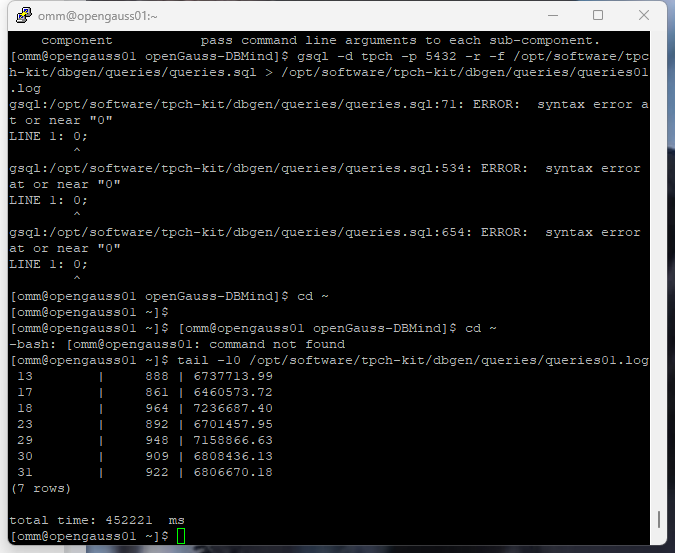 omm@opengauss01:~
component           pass command line arguments to each sub-component.
[omm@opengauss01 openGauss-DBMind]$ gsql -d tpch -p 5432 -r -f /opt/software/tpc
h-kit/dbgen/queries/queries.sql > /opt/software/tpch-kit/dbgen/queries/queries01
.log
gsql:/opt/software/tpch-kit/dbgen/queries/queries.sql:71: ERROR:  syntax error a
t or near "0"
LINE 1: 0;
        ^
gsql:/opt/software/tpch-kit/dbgen/queries/queries.sql:534: ERROR:  syntax error
at or near "0"
LINE 1: 0;
        ^
gsql:/opt/software/tpch-kit/dbgen/queries/queries.sql:654: ERROR:  syntax error
at or near "0"
LINE 1: 0;
        ^
[omm@opengauss01 openGauss-DBMind]$ cd ~
[omm@opengauss01 ~]$
[omm@opengauss01 ~]$ [omm@opengauss01 openGauss-DBMind]$ cd ~
-bash: [omm@opengauss01: command not found
[omm@opengauss01 ~]$ tail -10 /opt/software/tpch-kit/dbgen/queries/queries01.log
 13        |     888 | 6737713.99
 17        |     861 | 6460573.72
 18        |     964 | 7236687.40
 23        |     892 | 6701457.95
 29        |     948 | 7158866.63
 30        |     909 | 6808436.13
 31        |     922 | 6806670.18
(7 rows)
total time: 452221  ms
[omm@opengauss01 ~]$